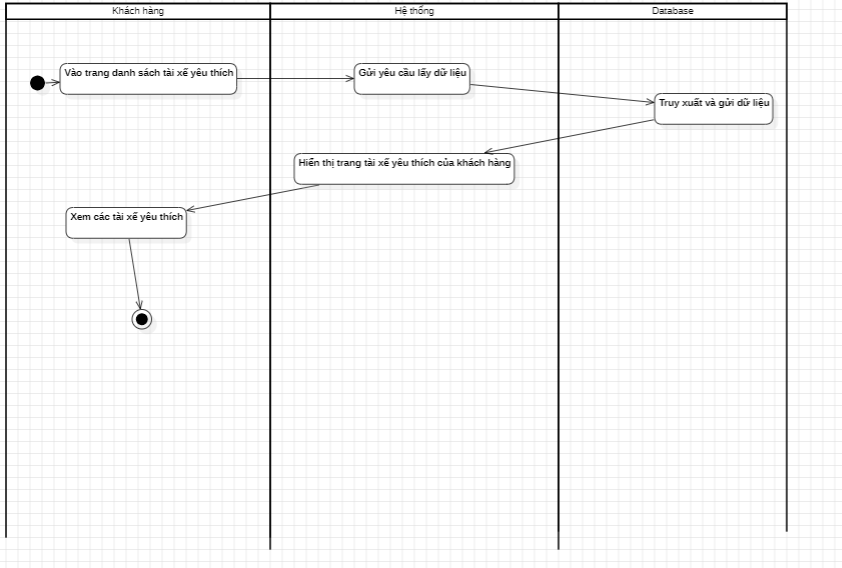 Khách hàng
Hệ thống
Database
Vào trang danh sách tài xế yêu thích
Gửi yêu cầu lấy dữ liệu
Truy xuất và gửi dữ liệu
Hiển thị trang tài xế yêu thích của khách hàng
Xem các tài xế yêu thích